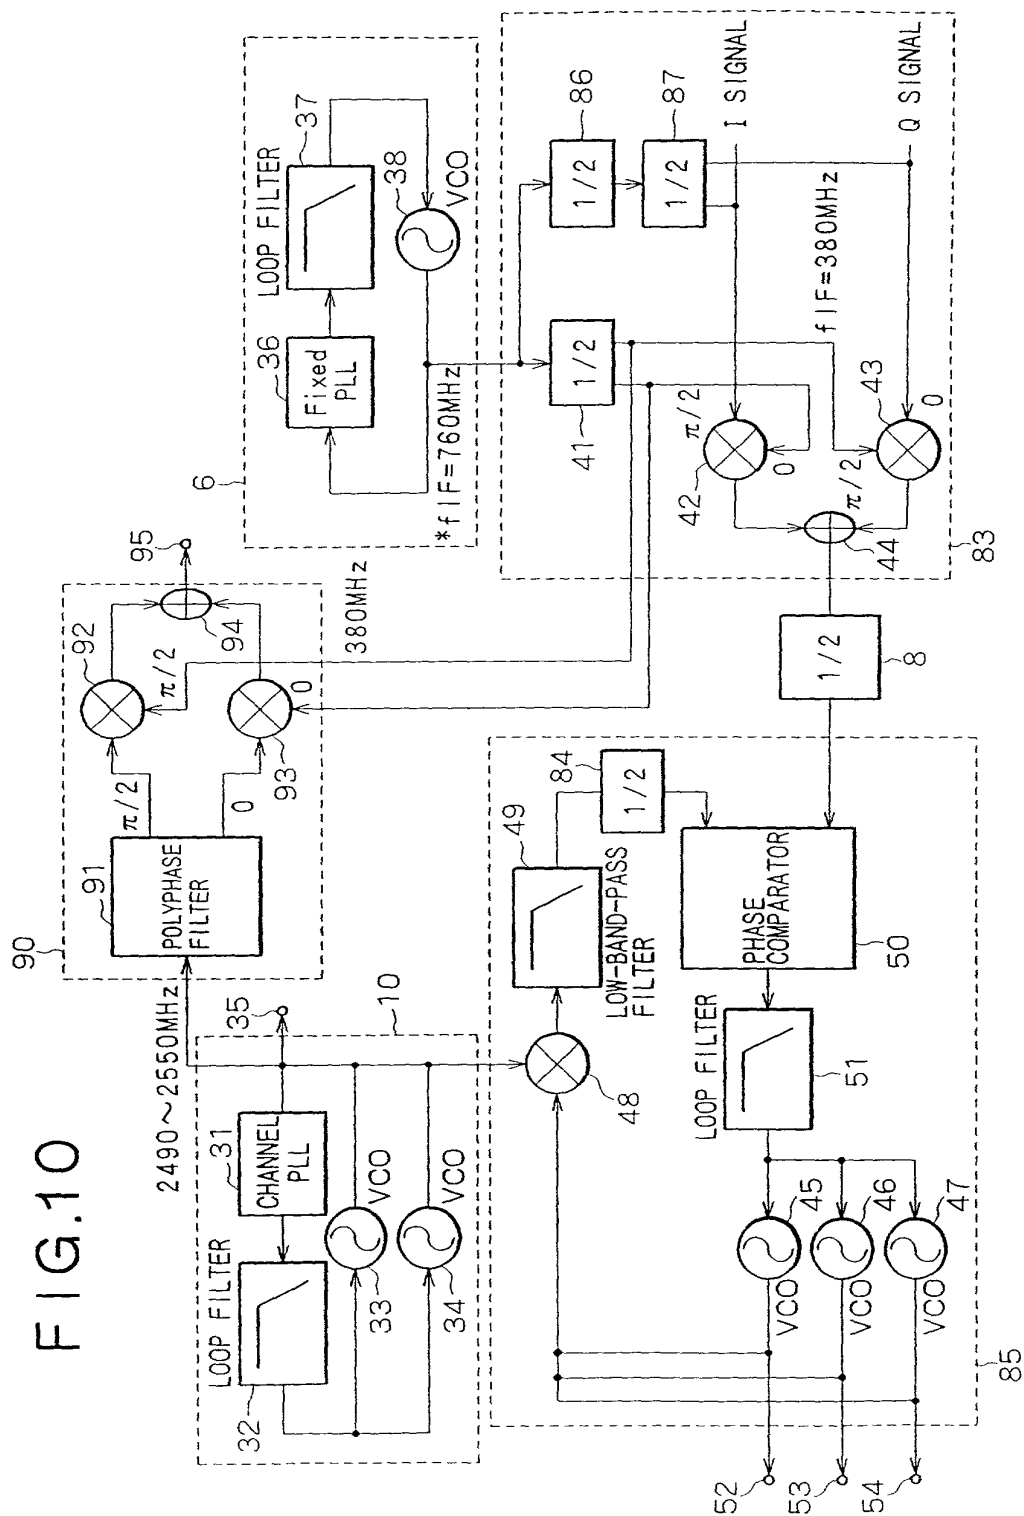 FIG.10
90
91
POLYPHASE
FILTER
π/2
0
92
93
π/2
0
94
95
2490~2550MHz
35
10
31
CHANNEL
PLL
LOOP FILTER
32
33
VCO
34
VCO
6
36
Fixed
PLL
LOOP FILTER
37
38
VCO
*fIF=760MHz
380MHz
83
41
1/2
86
1/2
87
1/2
I SIGNAL
Q SIGNAL
fIF=380MHz
42
π/2
0
43
π/2
0
44
8
1/2
85
48
49
LOW-BAND-PASS
FILTER
84
1/2
PHASE
COMPARATOR
50
LOOP FILTER
51
45
VCO
46
VCO
47
VCO
52
53
54